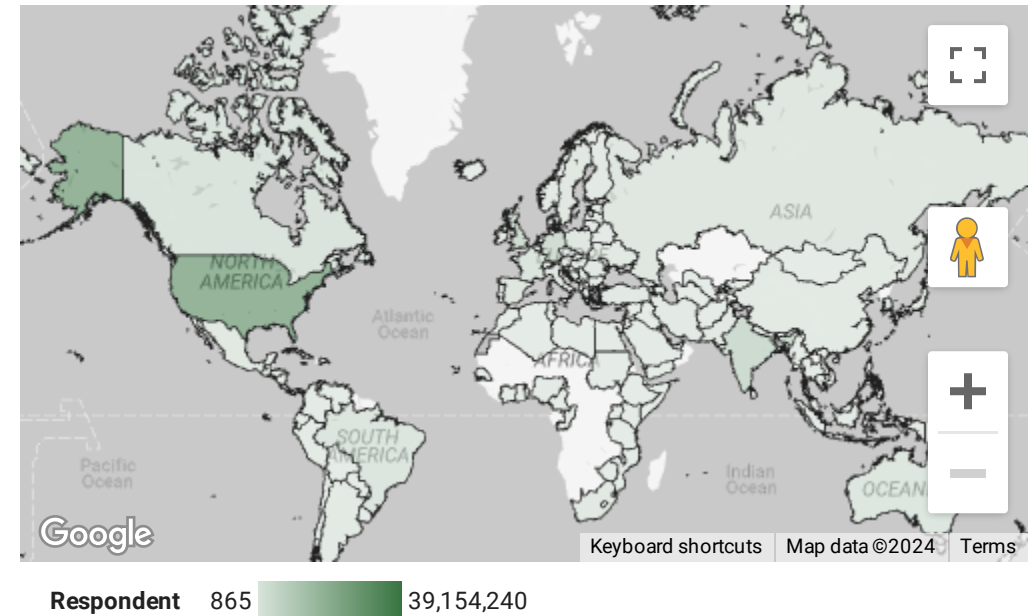 ASIA
NORTH
AMERICA
Atlantic
Ocean
AFRICA
SOUTH
AMERICA
Pacific
Ocean
Indian
Ocean
OCEAN
Google
Keyboard shortcuts
Map data ©2024
Terms
Respondent 865 39,154,240